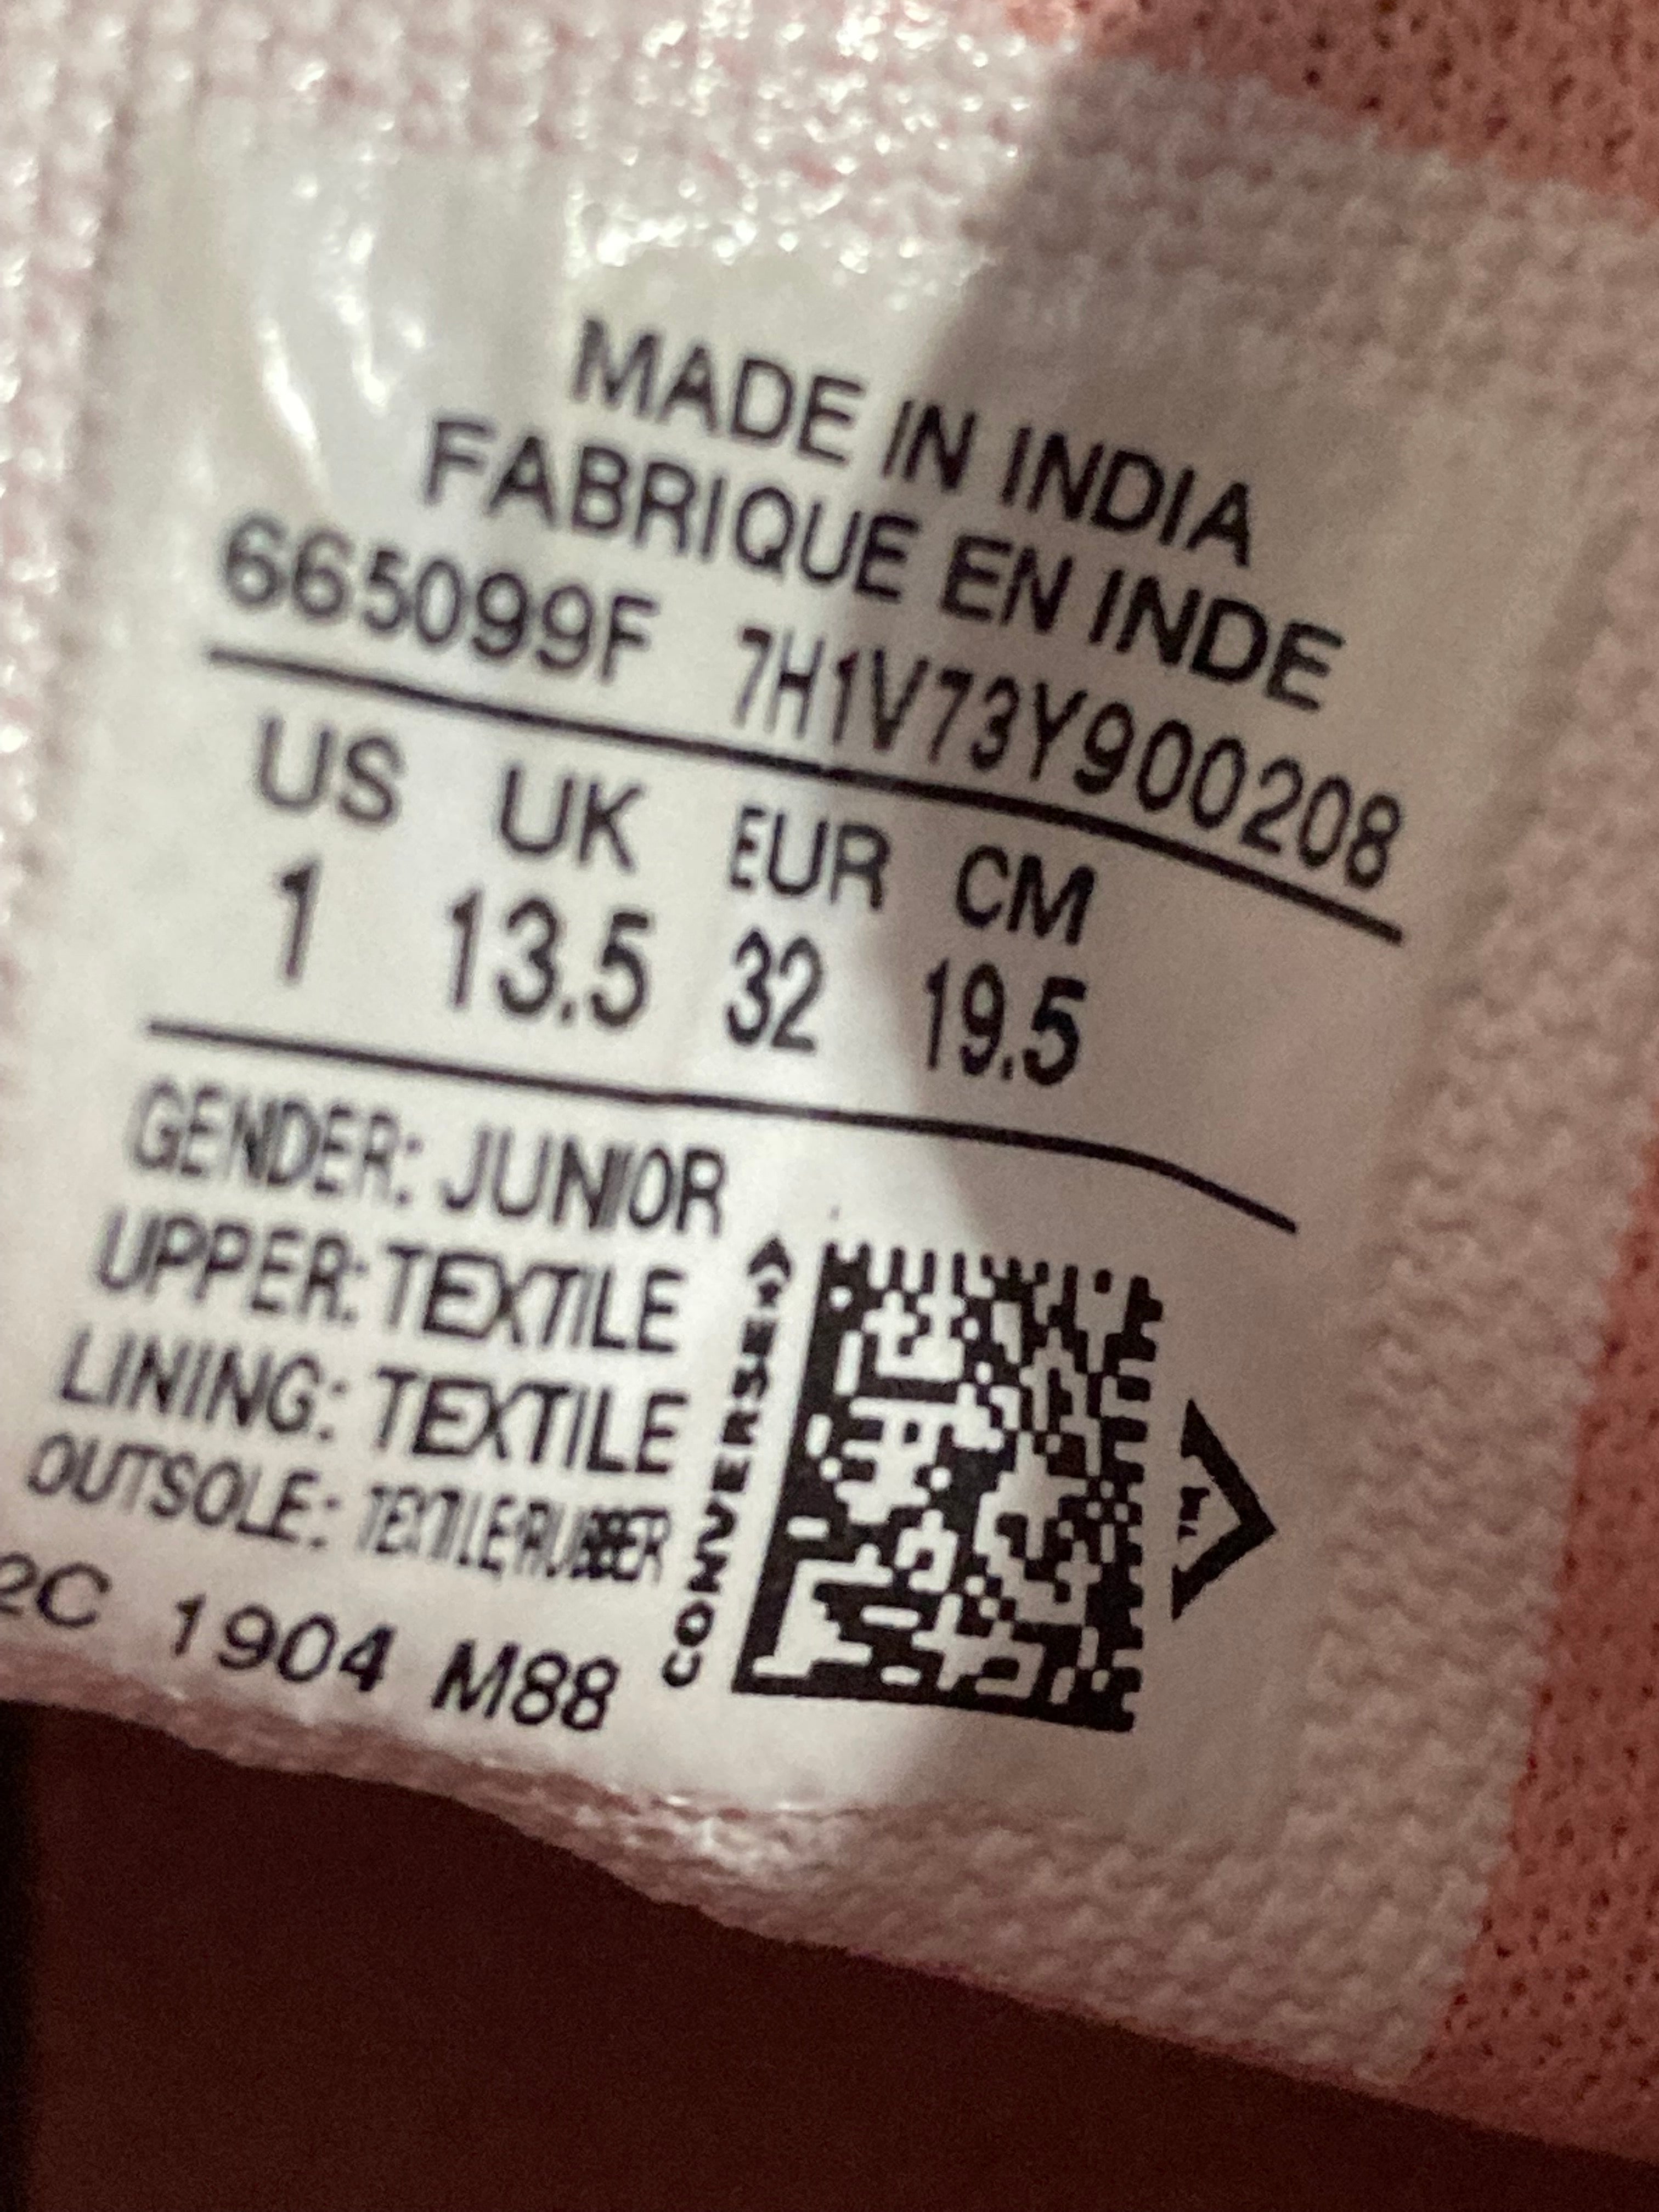 MADE IN INDIA
FABRIQUE EN INDE
665099F 7H1V73Y900208
US UK EUR CM
1 13.5 32 19.5
GENDER: JUNIOR
UPPER: TEXTILE
LINING: TEXTILE
OUTSOLE: TEXTILE/RUBBER
2C 1904 M88
CONVERSE